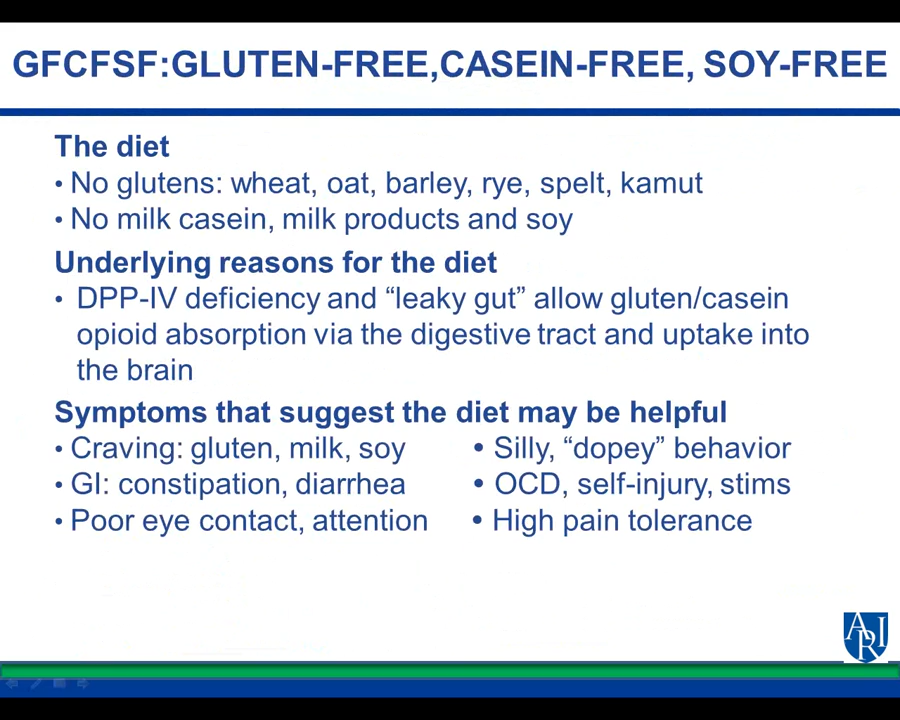 GFCFSF:GLUTEN-FREE,CASEIN-FREE, SOY-FREE
The diet
• No glutens: wheat, oat, barley, rye, spelt, kamut
• No milk casein, milk products and soy
Underlying reasons for the diet
• DPP-IV deficiency and “leaky gut” allow gluten/casein
opioid absorption via the digestive tract and uptake into
the brain
Symptoms that suggest the diet may be helpful
• Craving: gluten, milk, soy
• GI: constipation, diarrhea
• Poor eye contact, attention
• Silly, “dopey” behavior
• OCD, self-injury, stims
• High pain tolerance
ARI